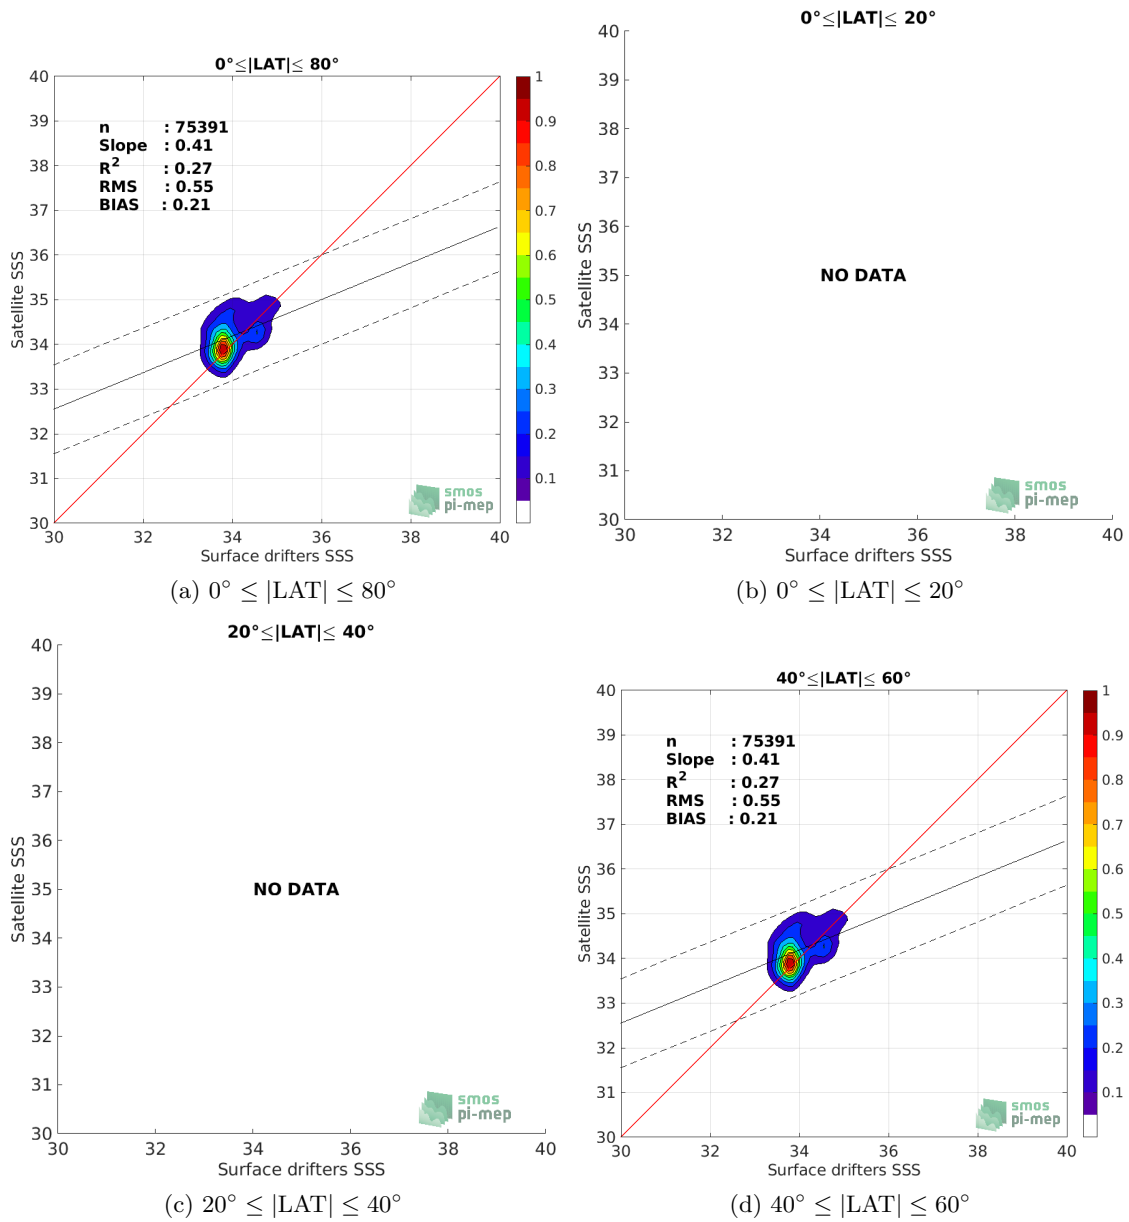 0°≤|LAT|≤ 80°
n : 75391
Slope : 0.41
R2 : 0.27
RMS : 0.55
BIAS : 0.21
40
39
38
37
36
35
34
33
32
31
30
Satellite SSS
30 32 34 36 38 40
Surface drifters SSS
1
0.9
0.8
0.7
0.6
0.5
0.4
0.3
0.2
0.1
smos
pi-mep
(a) 0° ≤ |LAT| ≤ 80°
0°≤|LAT|≤ 20°
40
39
38
37
36
35
34
33
32
31
30
Satellite SSS
NO DATA
30 32 34 36 38 40
Surface drifters SSS
smos
pi-mep
(b) 0° ≤ |LAT| ≤ 20°
20°≤|LAT|≤ 40°
40
39
38
37
36
35
34
33
32
31
30
Satellite SSS
NO DATA
30 32 34 36 38 40
Surface drifters SSS
smos
pi-mep
(c) 20° ≤ |LAT| ≤ 40°
40°≤|LAT|≤ 60°
n : 75391
Slope : 0.41
R2 : 0.27
RMS : 0.55
BIAS : 0.21
40
39
38
37
36
35
34
33
32
31
30
Satellite SSS
30 32 34 36 38 40
Surface drifters SSS
1
0.9
0.8
0.7
0.6
0.5
0.4
0.3
0.2
0.1
smos
pi-mep
(d) 40° ≤ |LAT| ≤ 60°